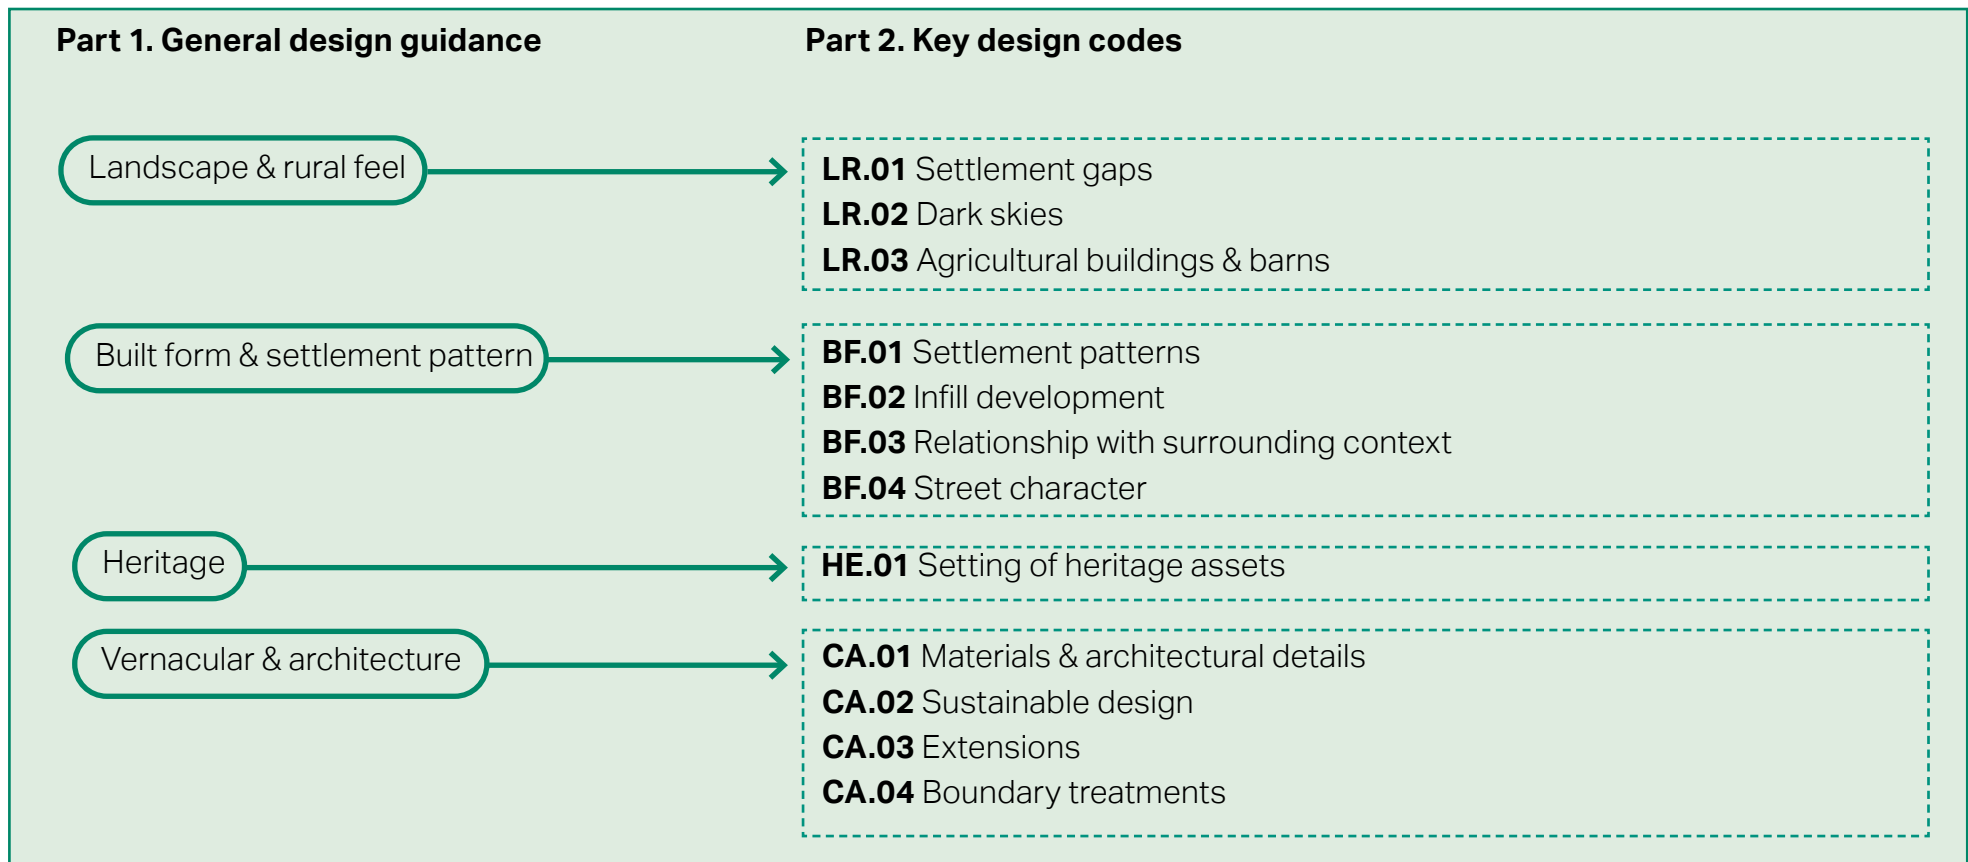 Part 1. General design guidance
Part 2. Key design codes
Landscape & rural feel
LR.01 Settlement gaps
LR.02 Dark skies
LR.03 Agricultural buildings & barns
Built form & settlement pattern
BF.01 Settlement patterns
BF.02 Infill development
BF.03 Relationship with surrounding context
BF.04 Street character
Heritage
HE.01 Setting of heritage assets
Vernacular & architecture
CA.01 Materials & architectural details
CA.02 Sustainable design
CA.03 Extensions
CA.04 Boundary treatments